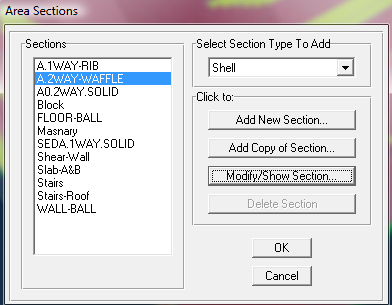 Area Sections
Sections
A.1WAY-RIB
A.2WAY-WAFFLE
A0.2WAY.SOLID
Block
FLOOR-BALL
Masnary
SEDA.1WAY.SOLID
Shear-Wall
Slab-A&B
Stairs
Stairs-Roof
WALL-BALL
Select Section Type To Add
Shell
Click to:
Add New Section...
Add Copy of Section...
Modify/Show Section...
Delete Section
OK
Cancel